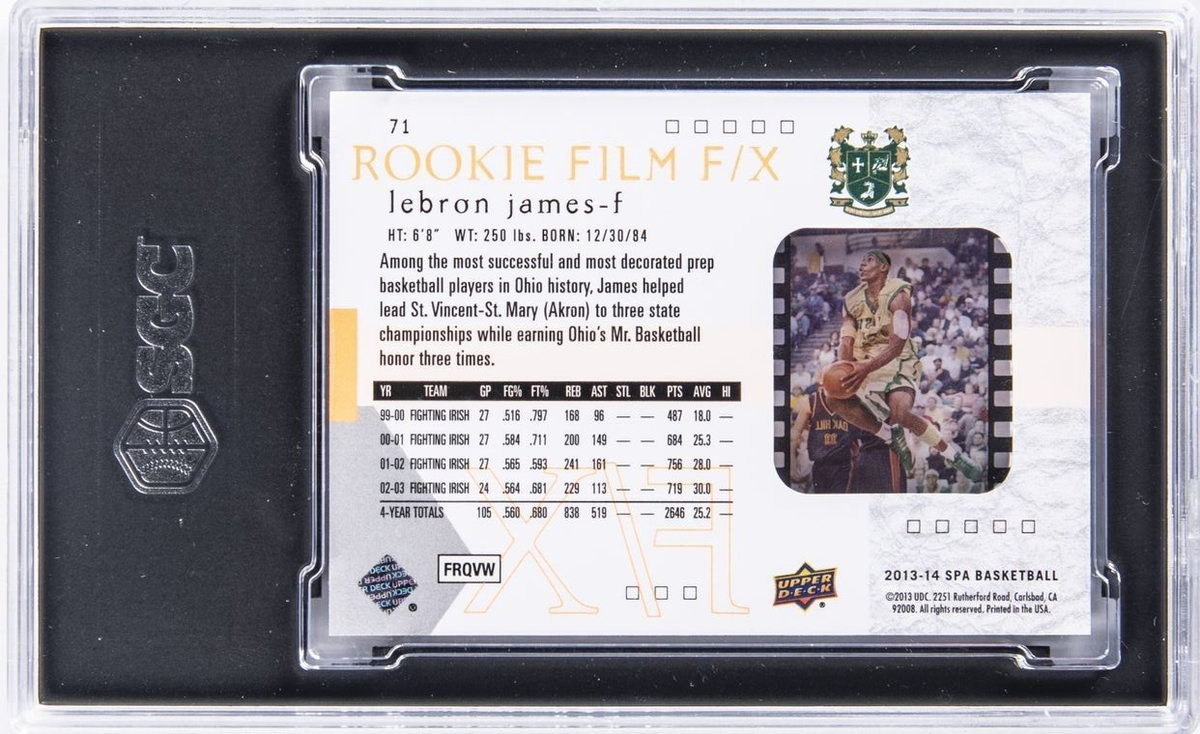 SGC
71
ROOKIE FILM F/X
lebron james-f
HT: 6'8" WT: 250 lbs. BORN: 12/30/84
Among the most successful and most decorated prep
basketball players in Ohio history, James helped
lead St. Vincent-St. Mary (Akron) to three state
championships while earning Ohio's Mr. Basketball
honor three times.
YR TEAM GP FG% FT% REB AST STL BLK PTS AVG HI
99-00 FIGHTING IRISH 27 .516 .797 168 96 — — 487 18.0 —
00-01 FIGHTING IRISH 27 .584 .711 200 149 — — 684 25.3 —
01-02 FIGHTING IRISH 27 .565 .593 241 161 — — 756 28.0 —
02-03 FIGHTING IRISH 24 .564 .681 229 113 — — 719 30.0 —
4-YEAR TOTALS 105 .560 .680 838 519 — — 2646 25.2 —
F/X
FRQVW
UPPER
D·E·C·K
®
®
2013-14 SPA BASKETBALL
©2013 UDC. 2251 Rutherford Road, Carlsbad, CA
92008. All rights reserved. Printed in the USA.